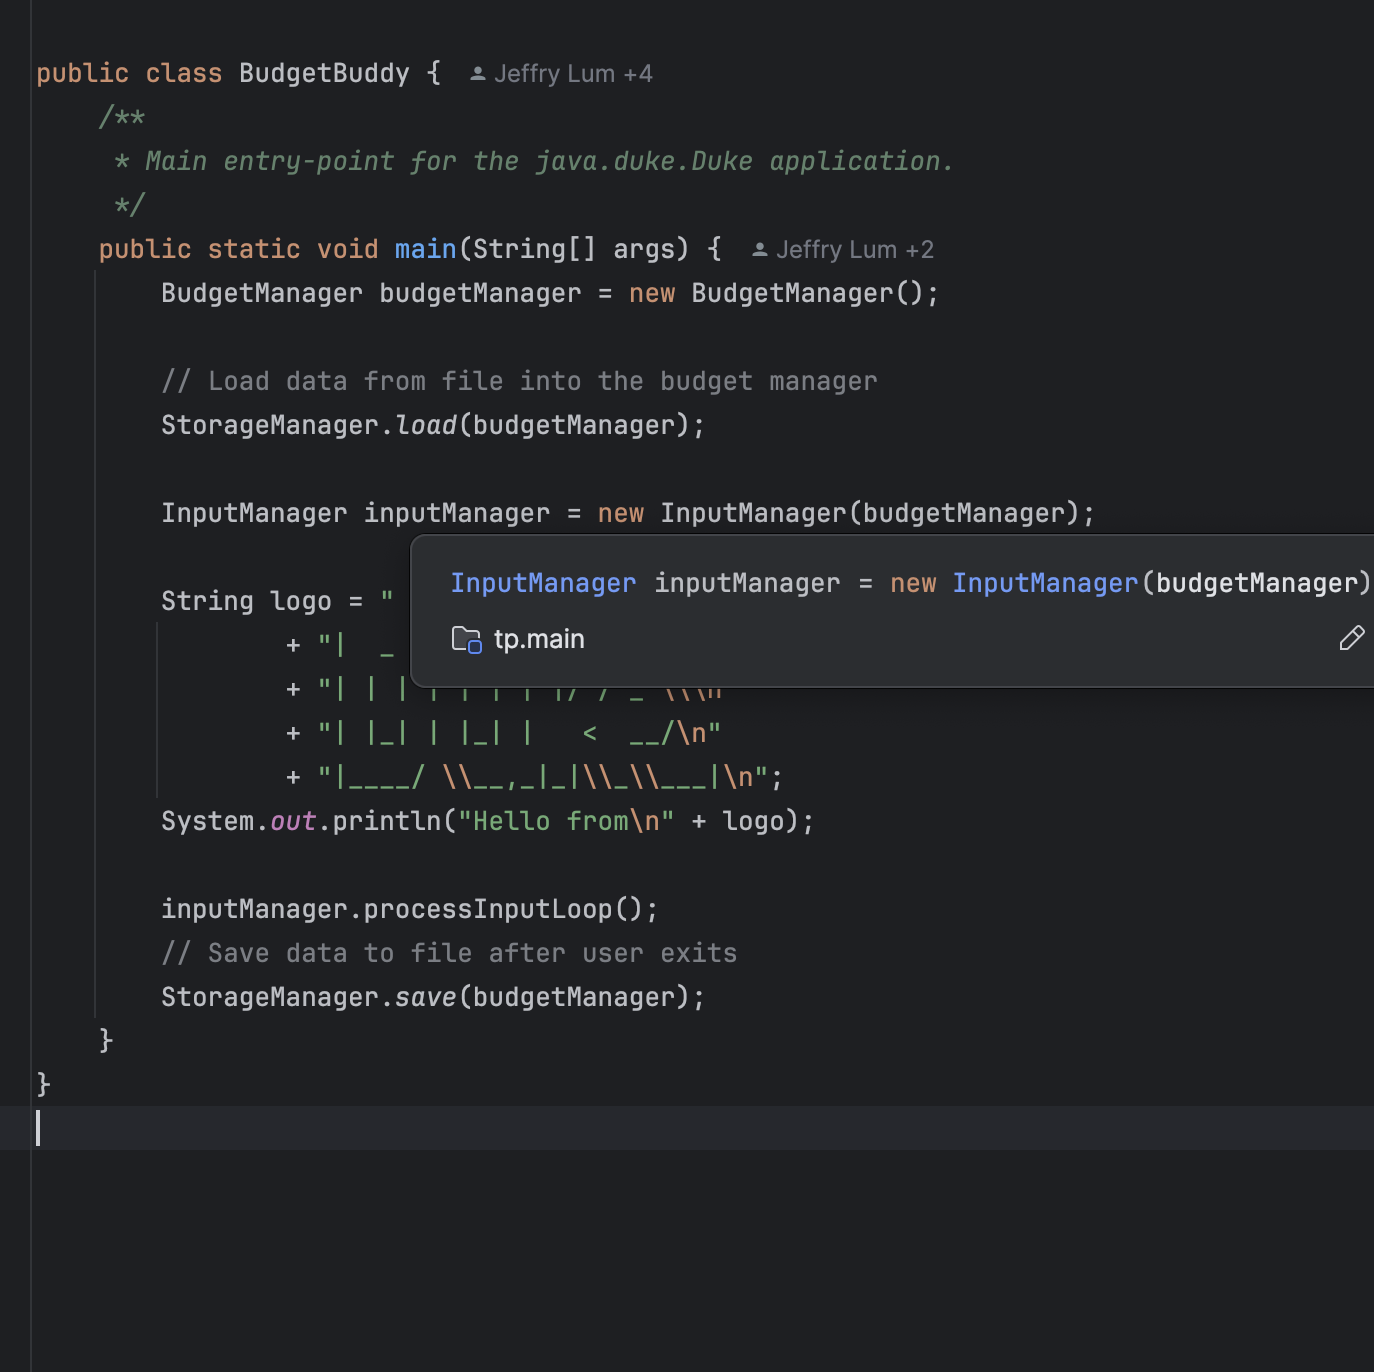 public class BudgetBuddy { Jeffry Lum +4
/**
* Main entry-point for the java.duke.Duke application.
*/
public static void main(String[] args) { Jeffry Lum +2
BudgetManager budgetManager = new BudgetManager();
// Load data from file into the budget manager
StorageManager.load(budgetManager);
InputManager inputManager = new InputManager(budgetManager);
InputManager inputManager = new InputManager(budgetManager)
tp.main
String logo = "
+ "|  _
+ "| | | | | | | |/ / _ \\\n"
+ "| |_| | |_| |   <  __/\n"
+ "|____/ \\__,_|_|\\_\\___|\n";
System.out.println("Hello from\n" + logo);
inputManager.processInputLoop();
// Save data to file after user exits
StorageManager.save(budgetManager);
}
}